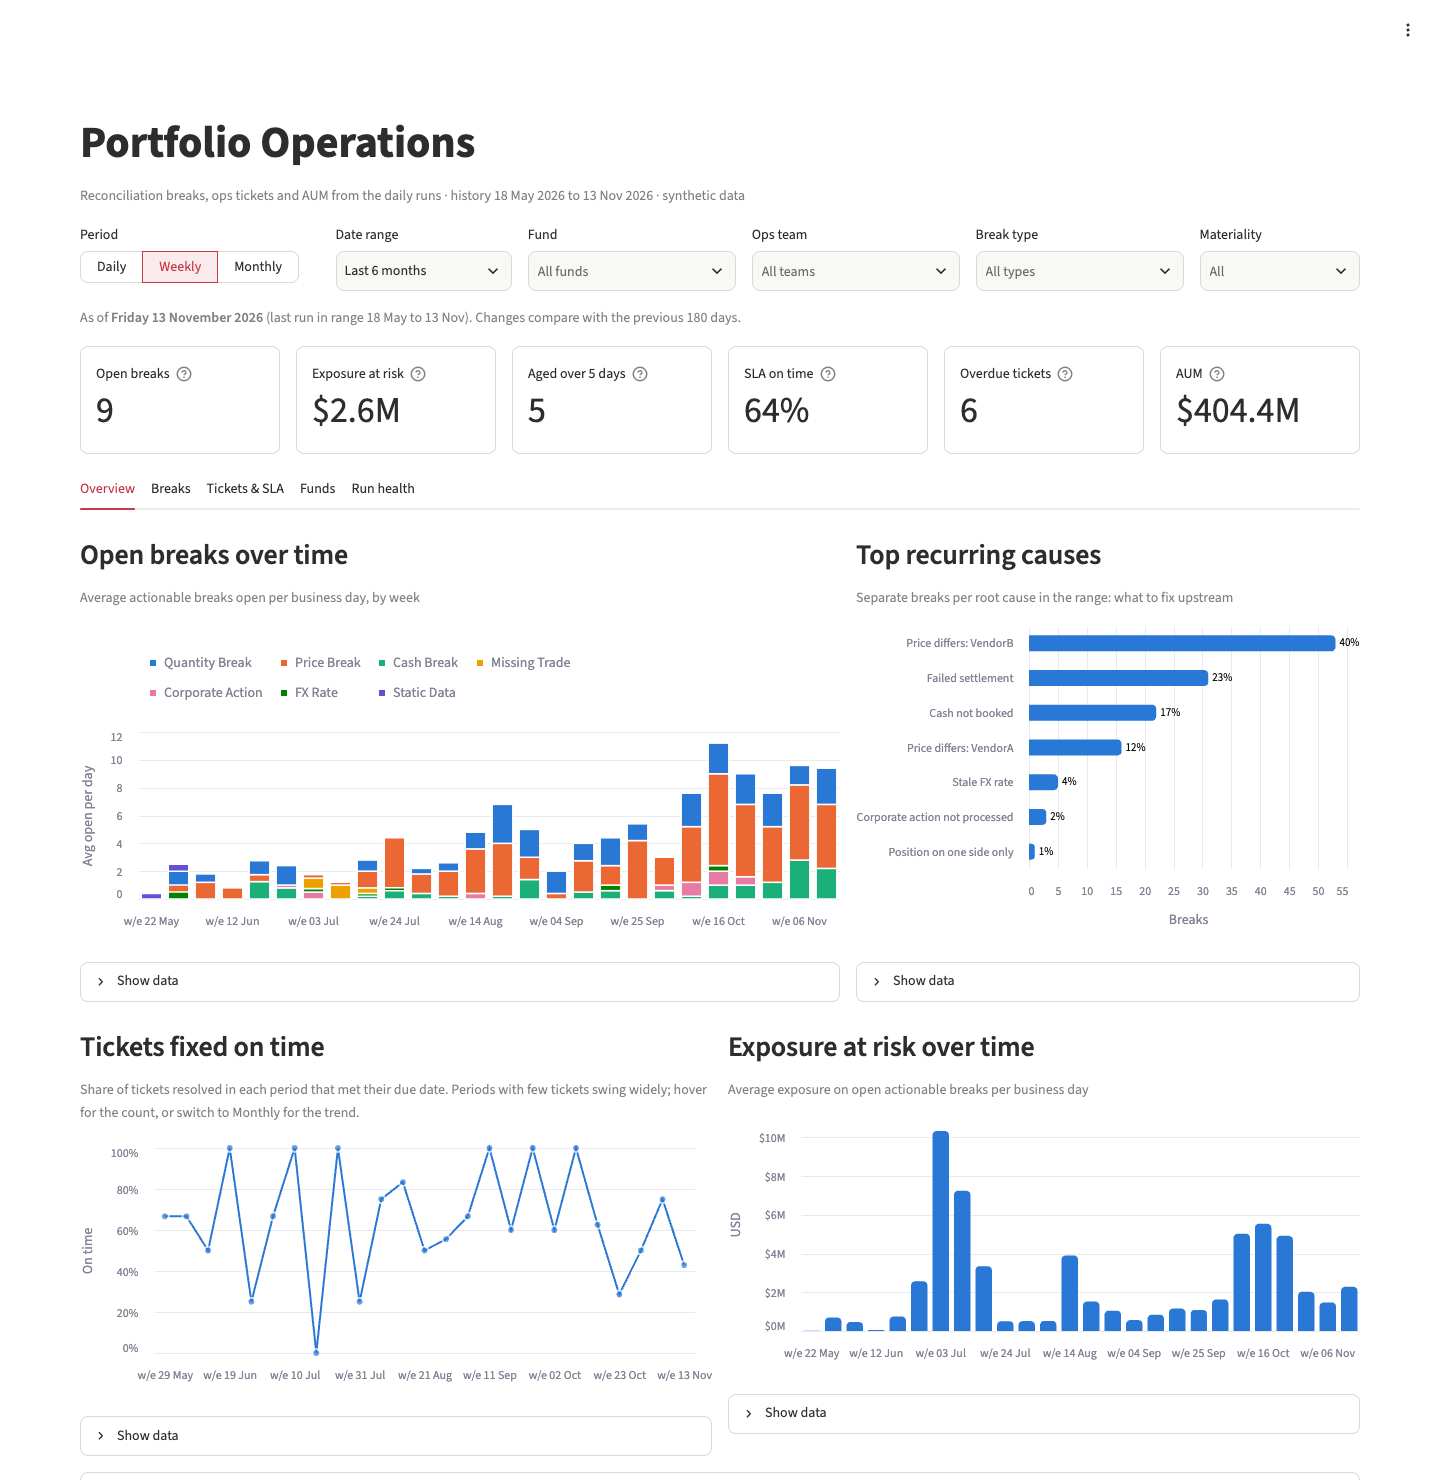 Portfolio Operations
Reconciliation breaks, ops tickets and AUM from the daily runs · history 18 May 2026 to 13 Nov 2026 · synthetic data
Period
Date range
Fund
Ops team
Break type
Materiality
Daily
Weekly
Monthly
Last 6 months
All funds
All teams
All types
All
As of Friday 13 November 2026 (last run in range 18 May to 13 Nov). Changes compare with the previous 180 days.
Open breaks
9
Exposure at risk
$2.6M
Aged over 5 days
5
SLA on time
64%
Overdue tickets
6
AUM
$404.4M
Overview
Breaks
Tickets & SLA
Funds
Run health
Open breaks over time
Average actionable breaks open per business day, by week
Quantity Break
Price Break
Cash Break
Missing Trade
Corporate Action
FX Rate
Static Data
Avg open per day
12
10
8
6
4
2
0
w/e 22 May
w/e 12 Jun
w/e 03 Jul
w/e 24 Jul
w/e 14 Aug
w/e 04 Sep
w/e 25 Sep
w/e 16 Oct
w/e 06 Nov
Show data
Top recurring causes
Separate breaks per root cause in the range: what to fix upstream
Price differs: VendorB
40%
Failed settlement
23%
Cash not booked
17%
Price differs: VendorA
12%
Stale FX rate
4%
Corporate action not processed
2%
Position on one side only
1%
0
5
10
15
20
25
30
35
40
45
50
55
Breaks
Show data
Tickets fixed on time
Share of tickets resolved in each period that met their due date. Periods with few tickets swing widely; hover
for the count, or switch to Monthly for the trend.
On time
100%
80%
60%
40%
20%
0%
w/e 29 May
w/e 19 Jun
w/e 10 Jul
w/e 31 Jul
w/e 21 Aug
w/e 11 Sep
w/e 02 Oct
w/e 23 Oct
w/e 13 Nov
Show data
Exposure at risk over time
Average exposure on open actionable breaks per business day
USD
$10M
$8M
$6M
$4M
$2M
$0M
w/e 22 May
w/e 12 Jun
w/e 03 Jul
w/e 24 Jul
w/e 14 Aug
w/e 04 Sep
w/e 25 Sep
w/e 16 Oct
w/e 06 Nov
Show data